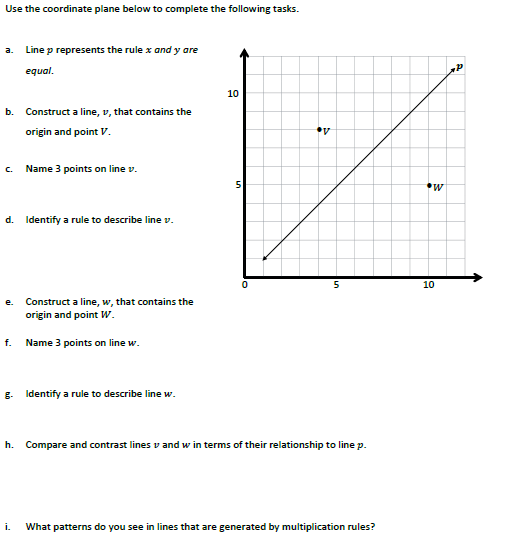 Use the coordinate plane below to complete the following tasks.
a. Line p represents the rule x and y are
equal.
b. Construct a line, v, that contains the
origin and point V.
c. Name 3 points on line v.
d. Identify a rule to describe line v.
p
10
V
5
W
0 5 10
e. Construct a line, w, that contains the
origin and point W.
f. Name 3 points on line w.
g. Identify a rule to describe line w.
h. Compare and contrast lines v and w in terms of their relationship to line p.
i. What patterns do you see in lines that are generated by multiplication rules?